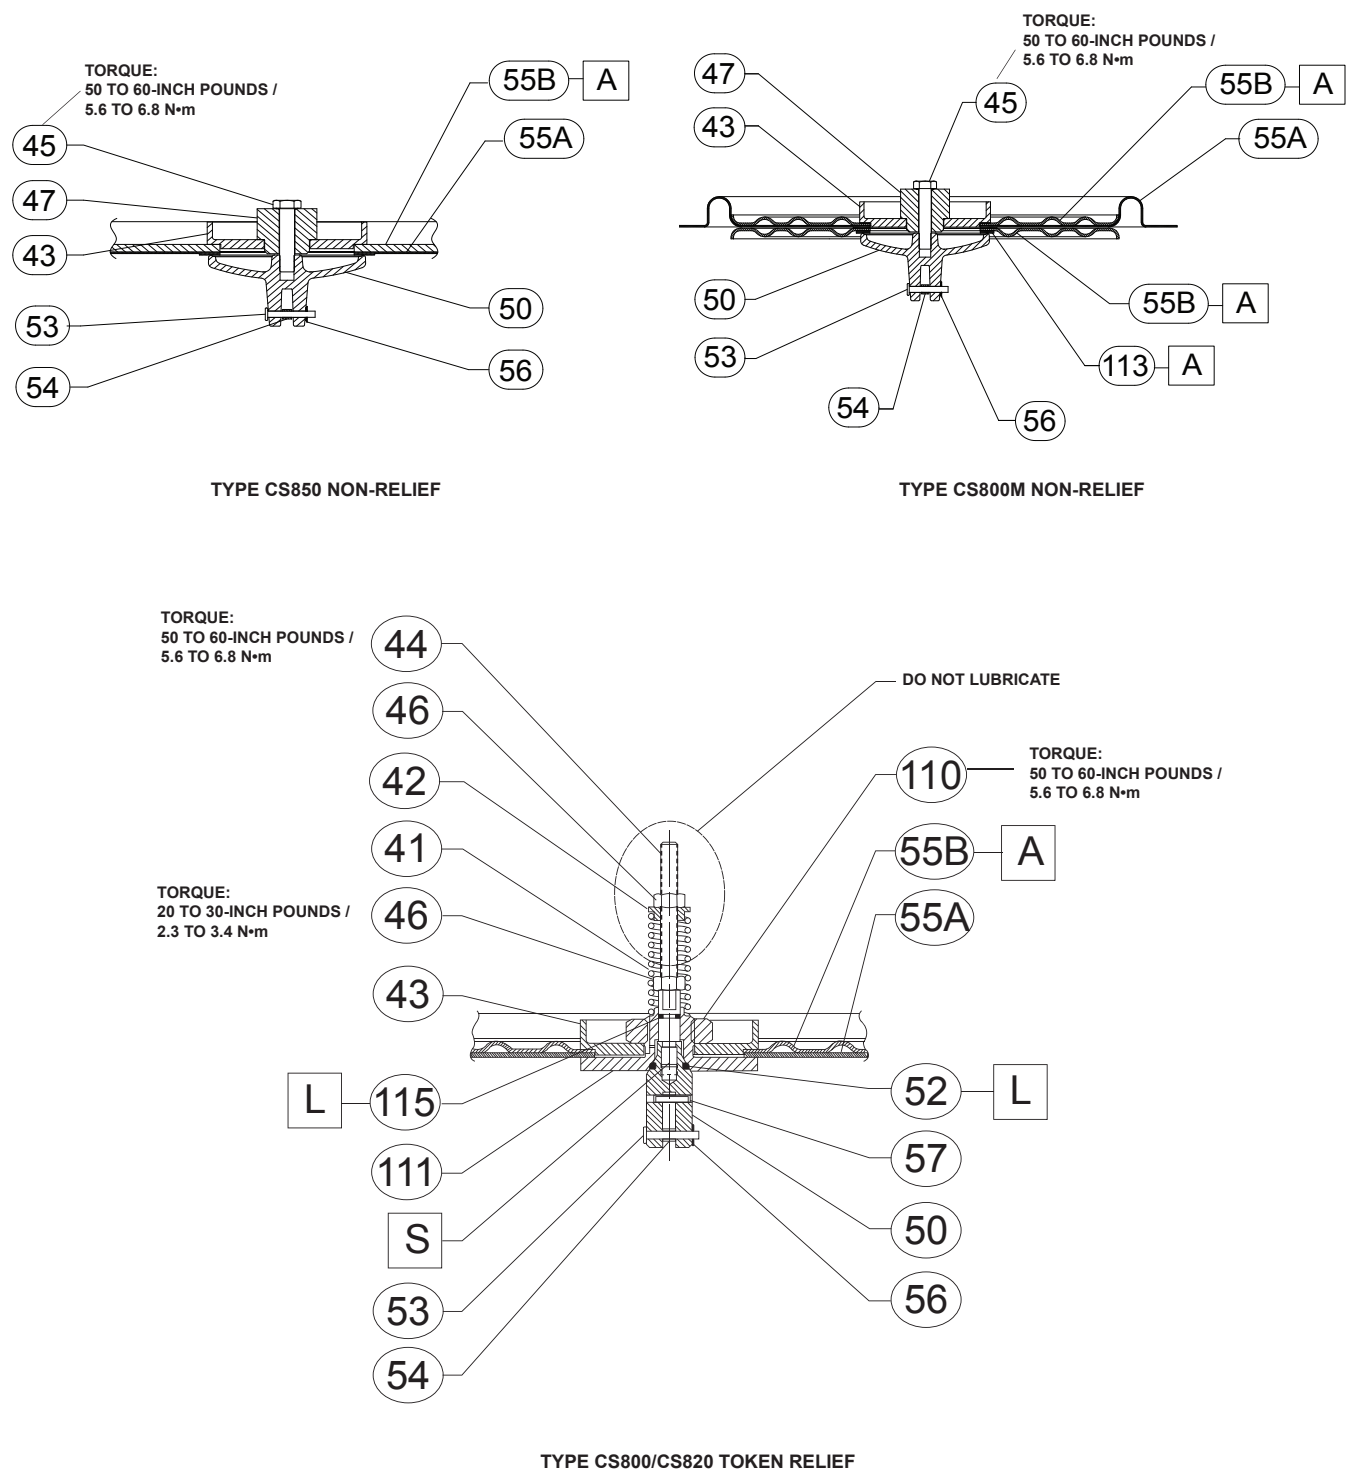 TORQUE:
50 TO 60-INCH POUNDS /
5.6 TO 6.8 N•m
55B
A
55A
45
47
43
53
54
50
56
TYPE CS850 NON-RELIEF
TORQUE:
50 TO 60-INCH POUNDS /
5.6 TO 6.8 N•m
47
45
43
55B
A
55A
50
53
54
56
55B
A
113
A
TYPE CS800M NON-RELIEF
TORQUE:
50 TO 60-INCH POUNDS /
5.6 TO 6.8 N•m
44
46
42
41
TORQUE:
20 TO 30-INCH POUNDS /
2.3 TO 3.4 N•m
46
43
L
115
111
S
53
54
DO NOT LUBRICATE
110
TORQUE:
50 TO 60-INCH POUNDS /
5.6 TO 6.8 N•m
55B
A
55A
52
L
57
50
56
TYPE CS800/CS820 TOKEN RELIEF